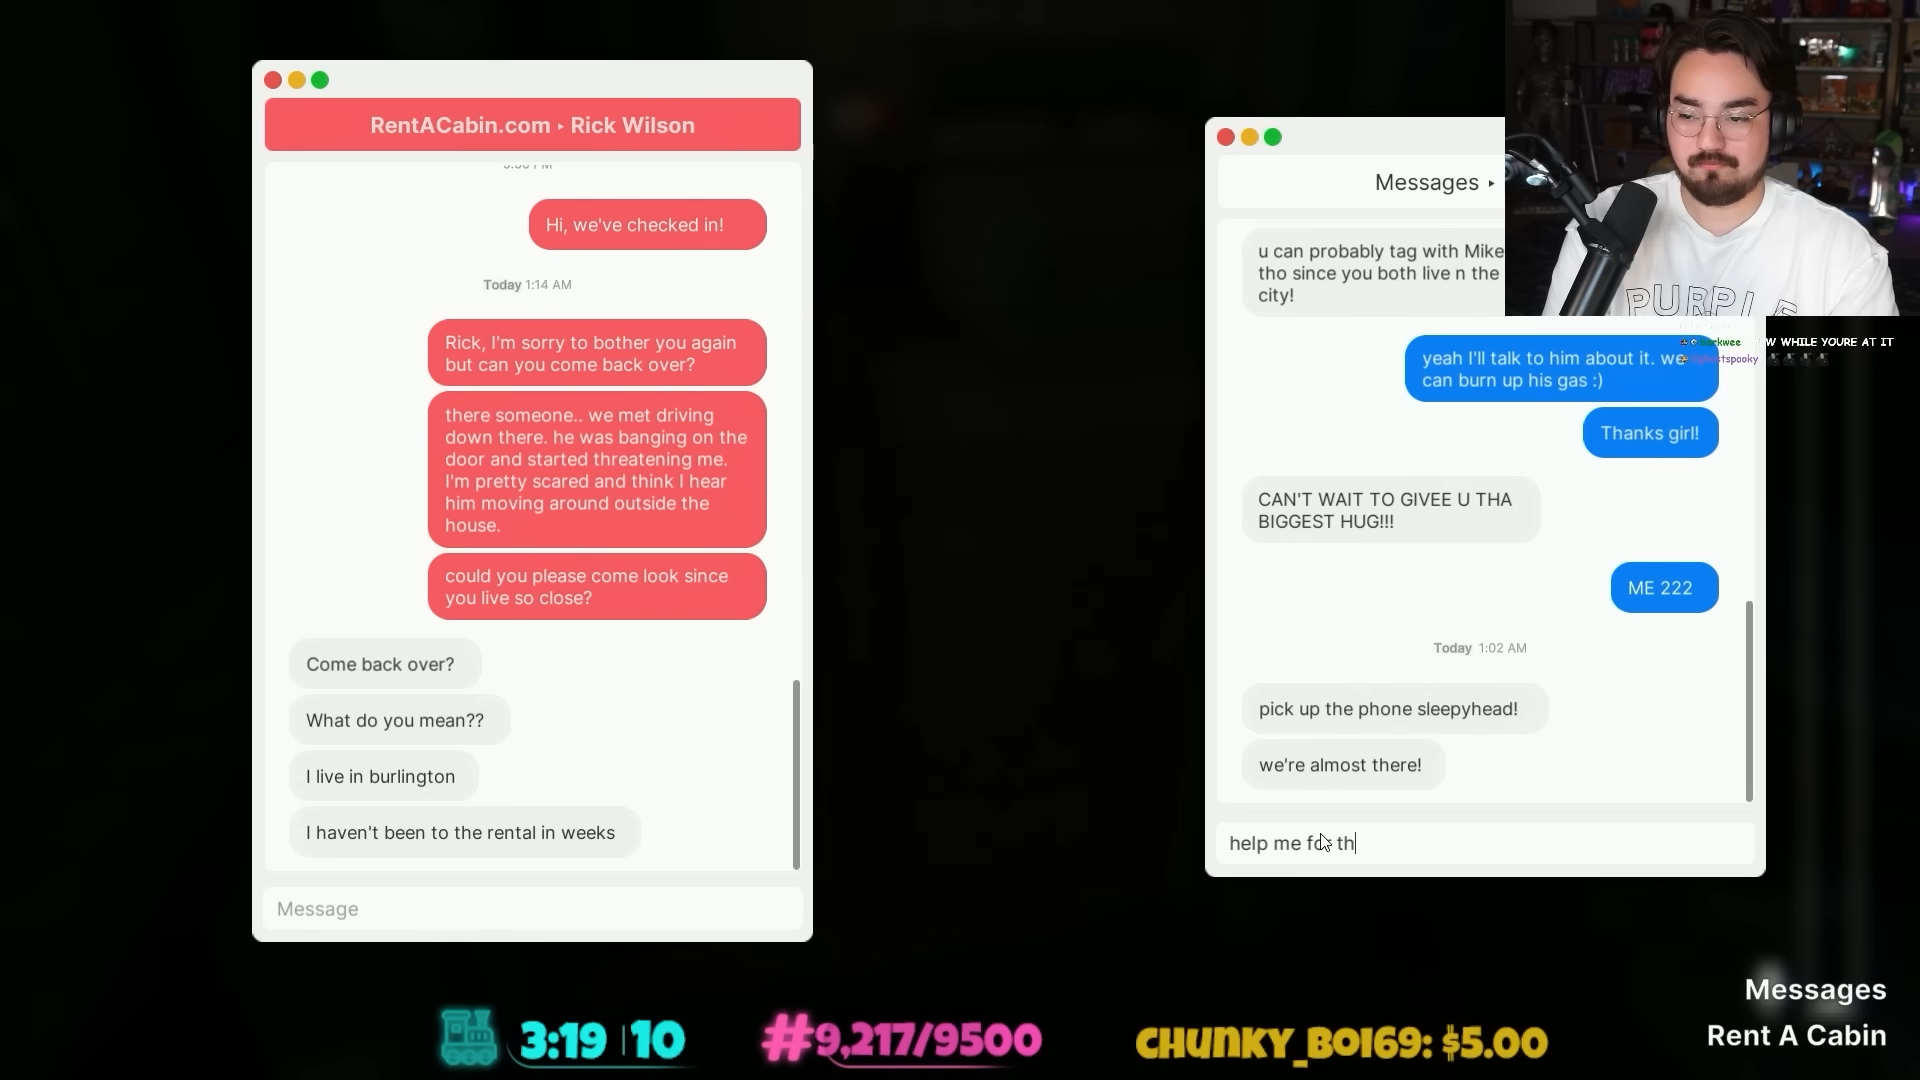 RentACabin.com ▸ Rick Wilson
Hi, we've checked in!
Today 1:14 AM
Rick, I'm sorry to bother you again
but can you come back over?
there someone.. we met driving
down there. he was banging on the
door and started threatening me.
I'm pretty scared and think I hear
him moving around outside the
house.
could you please come look since
you live so close?
Come back over?
What do you mean??
I live in burlington
I haven't been to the rental in weeks
Message
Messages ▸
u can probably tag with Mike
tho since you both live n the
city!
yeah I'll talk to him about it. we
can burn up his gas :)
Thanks girl!
CAN'T WAIT TO GIVEE U THA
BIGGEST HUG!!!
ME 222
Today 1:02 AM
pick up the phone sleepyhead!
we're almost there!
help me for th
PURPLE
WHILE YOURE AT IT
3:19 | 10
#9,217/9500
CHUNKY_BOI69: $5.00
Messages
Rent A Cabin